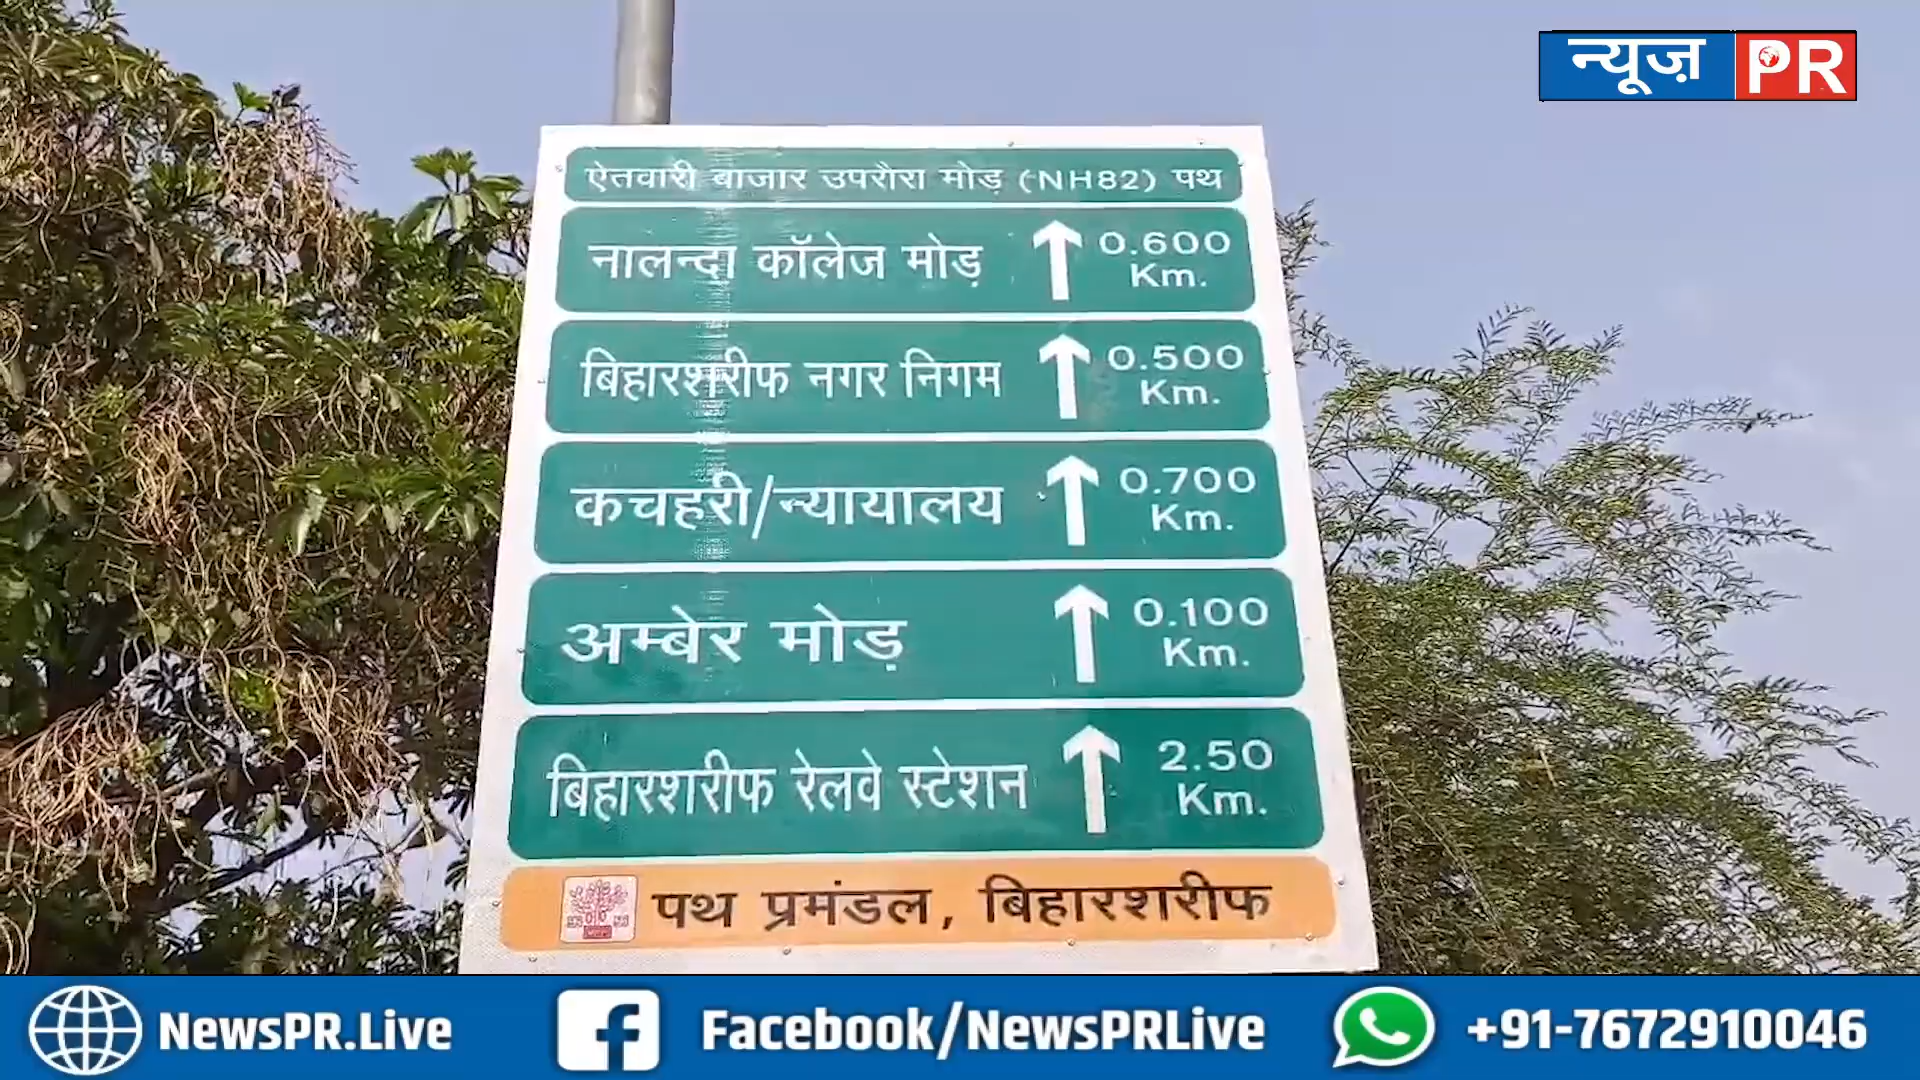 न्यूज़ PR
ऐतवारी बाजार उपरौरा मोड़ (NH82) पथ
नालन्दा कॉलेज मोड़ 0.600 Km.
बिहारशरीफ नगर निगम 0.500 Km.
कचहरी/न्यायालय 0.700 Km.
अम्बेर मोड़ 0.100 Km.
बिहारशरीफ रेलवे स्टेशन 2.50 Km.
पथ प्रमंडल, बिहारशरीफ
NewsPR.Live Facebook/NewsPRLive +91-7672910046